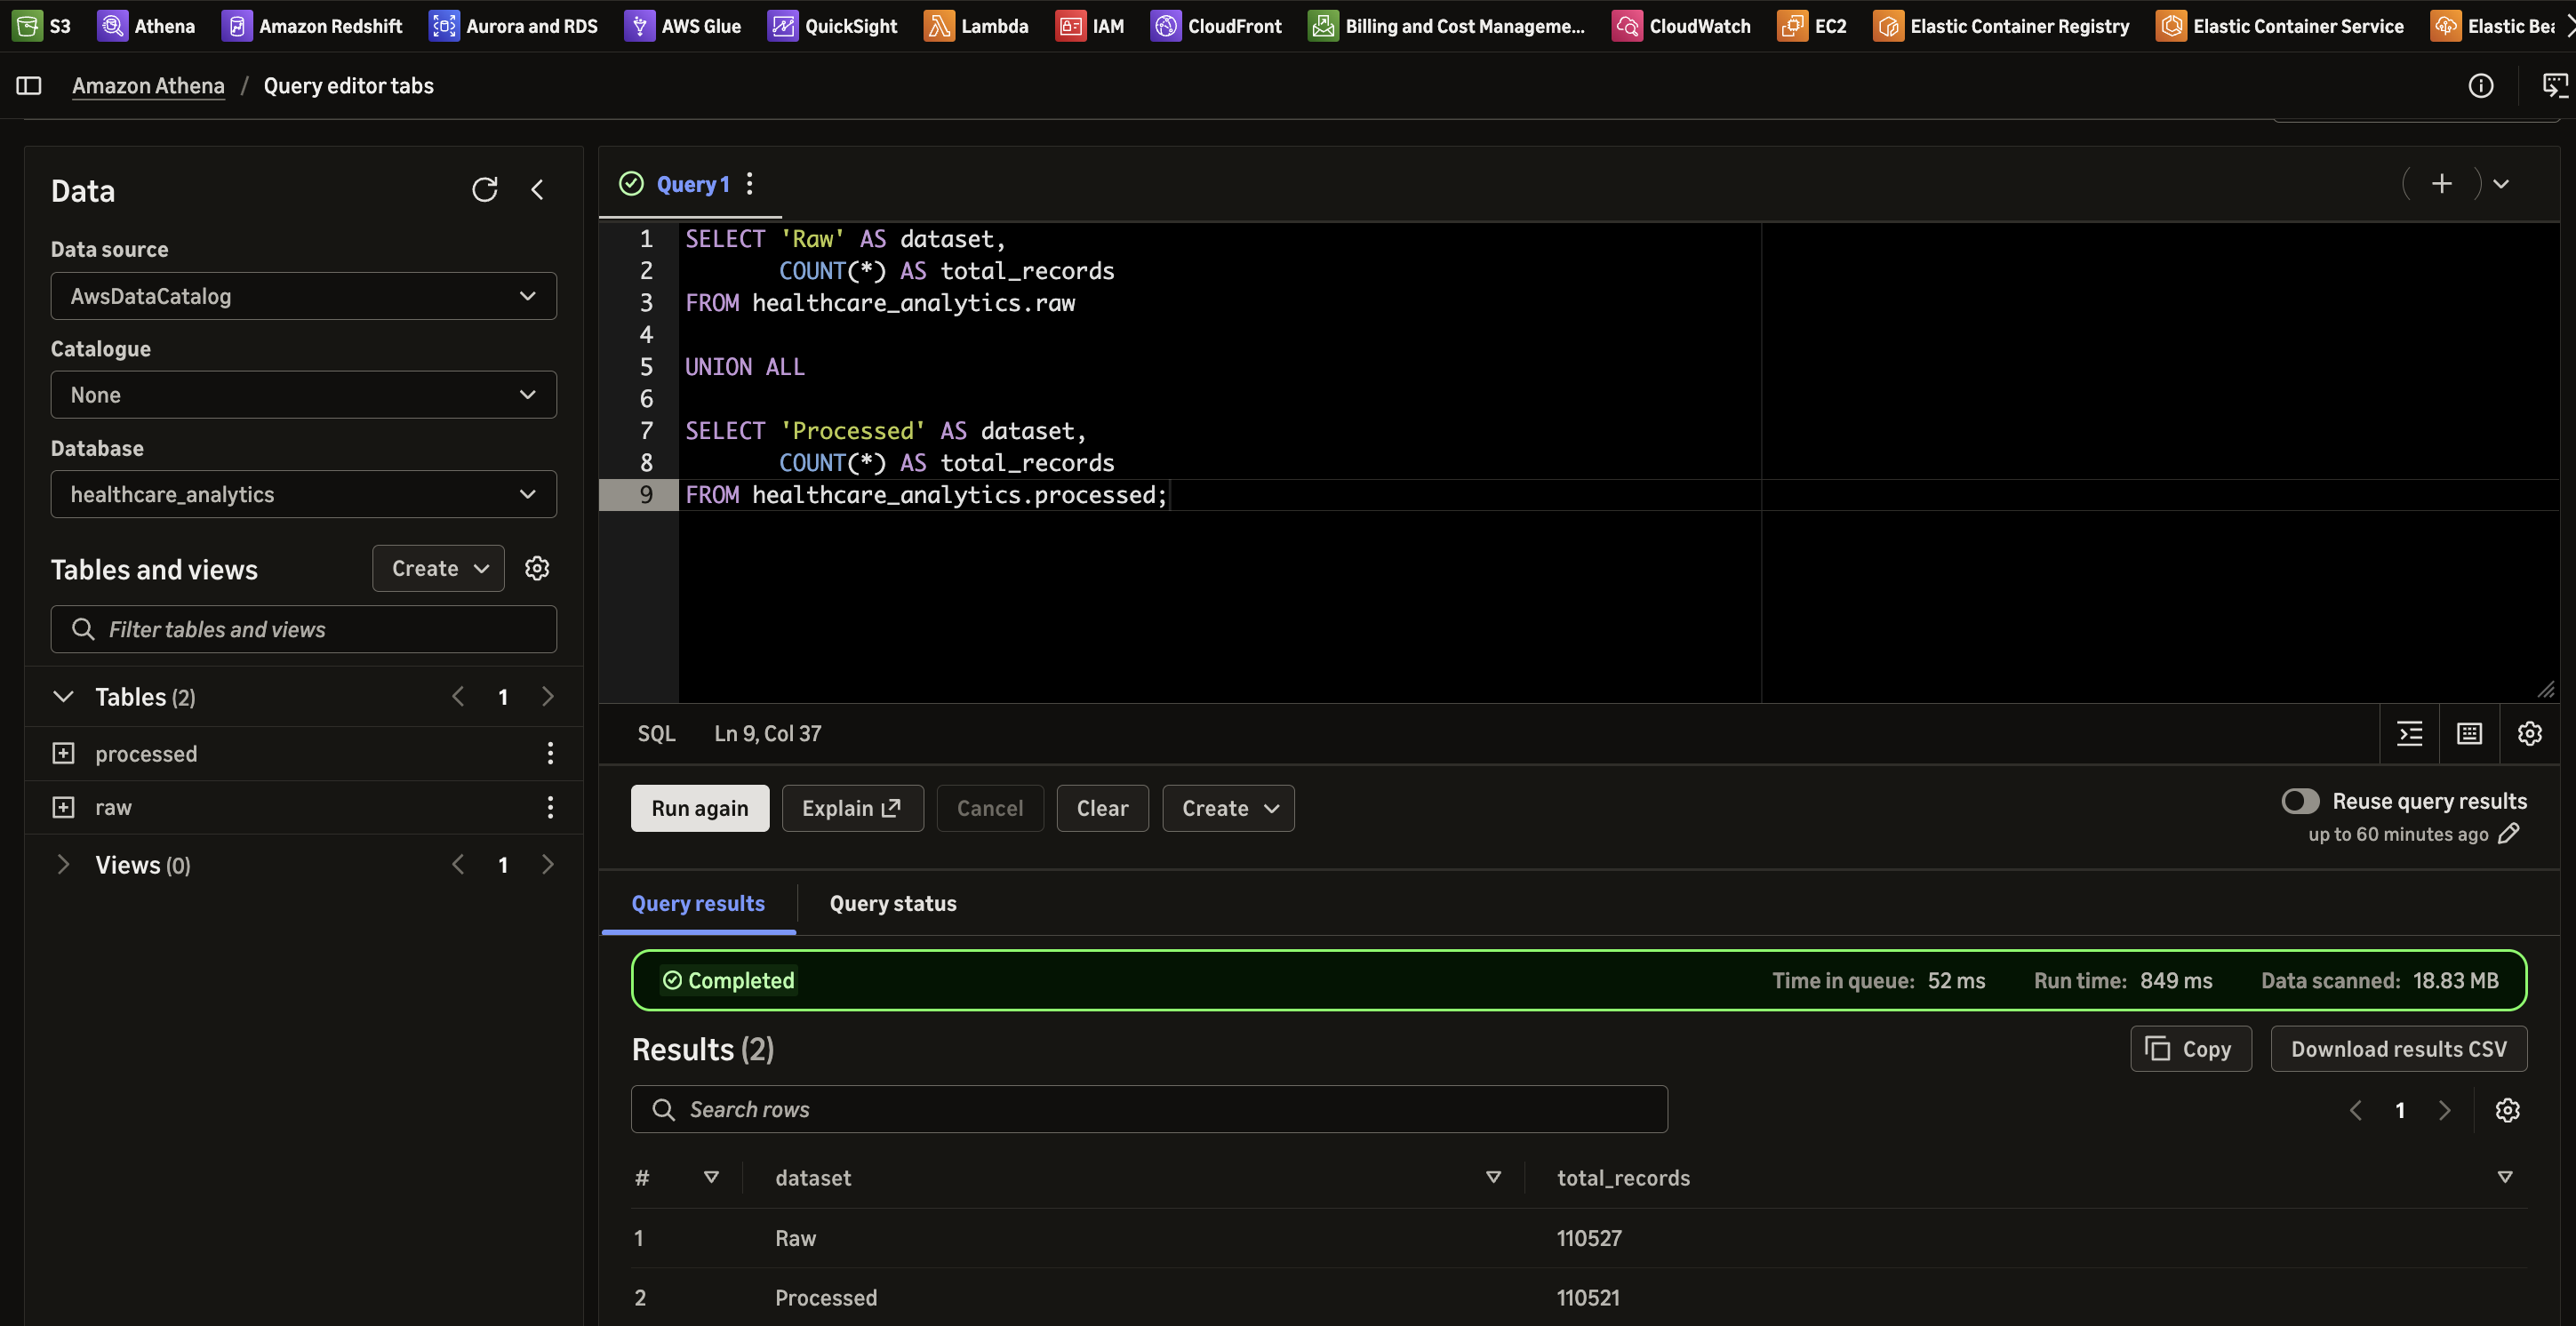 S3 Athena Amazon Redshift Aurora and RDS AWS Glue QuickSight Lambda IAM CloudFront Billing and Cost Manageme... CloudWatch EC2 Elastic Container Registry Elastic Container Service Elastic Bea
Amazon Athena / Query editor tabs
Data
Data source
AwsDataCatalog
Catalogue
None
Database
healthcare_analytics
Tables and views
Create
Filter tables and views
Tables (2) 1
processed
raw
Views (0) 1
Query 1
1 SELECT 'Raw' AS dataset,
2 COUNT(*) AS total_records
3 FROM healthcare_analytics.raw
4
5 UNION ALL
6
7 SELECT 'Processed' AS dataset,
8 COUNT(*) AS total_records
9 FROM healthcare_analytics.processed;
SQL Ln 9, Col 37
Run again Explain Cancel Clear Create
Reuse query results
up to 60 minutes ago
Query results Query status
Completed Time in queue: 52 ms Run time: 849 ms Data scanned: 18.83 MB
Results (2) Copy Download results CSV
Search rows 1
# dataset total_records
1 Raw 110527
2 Processed 110521